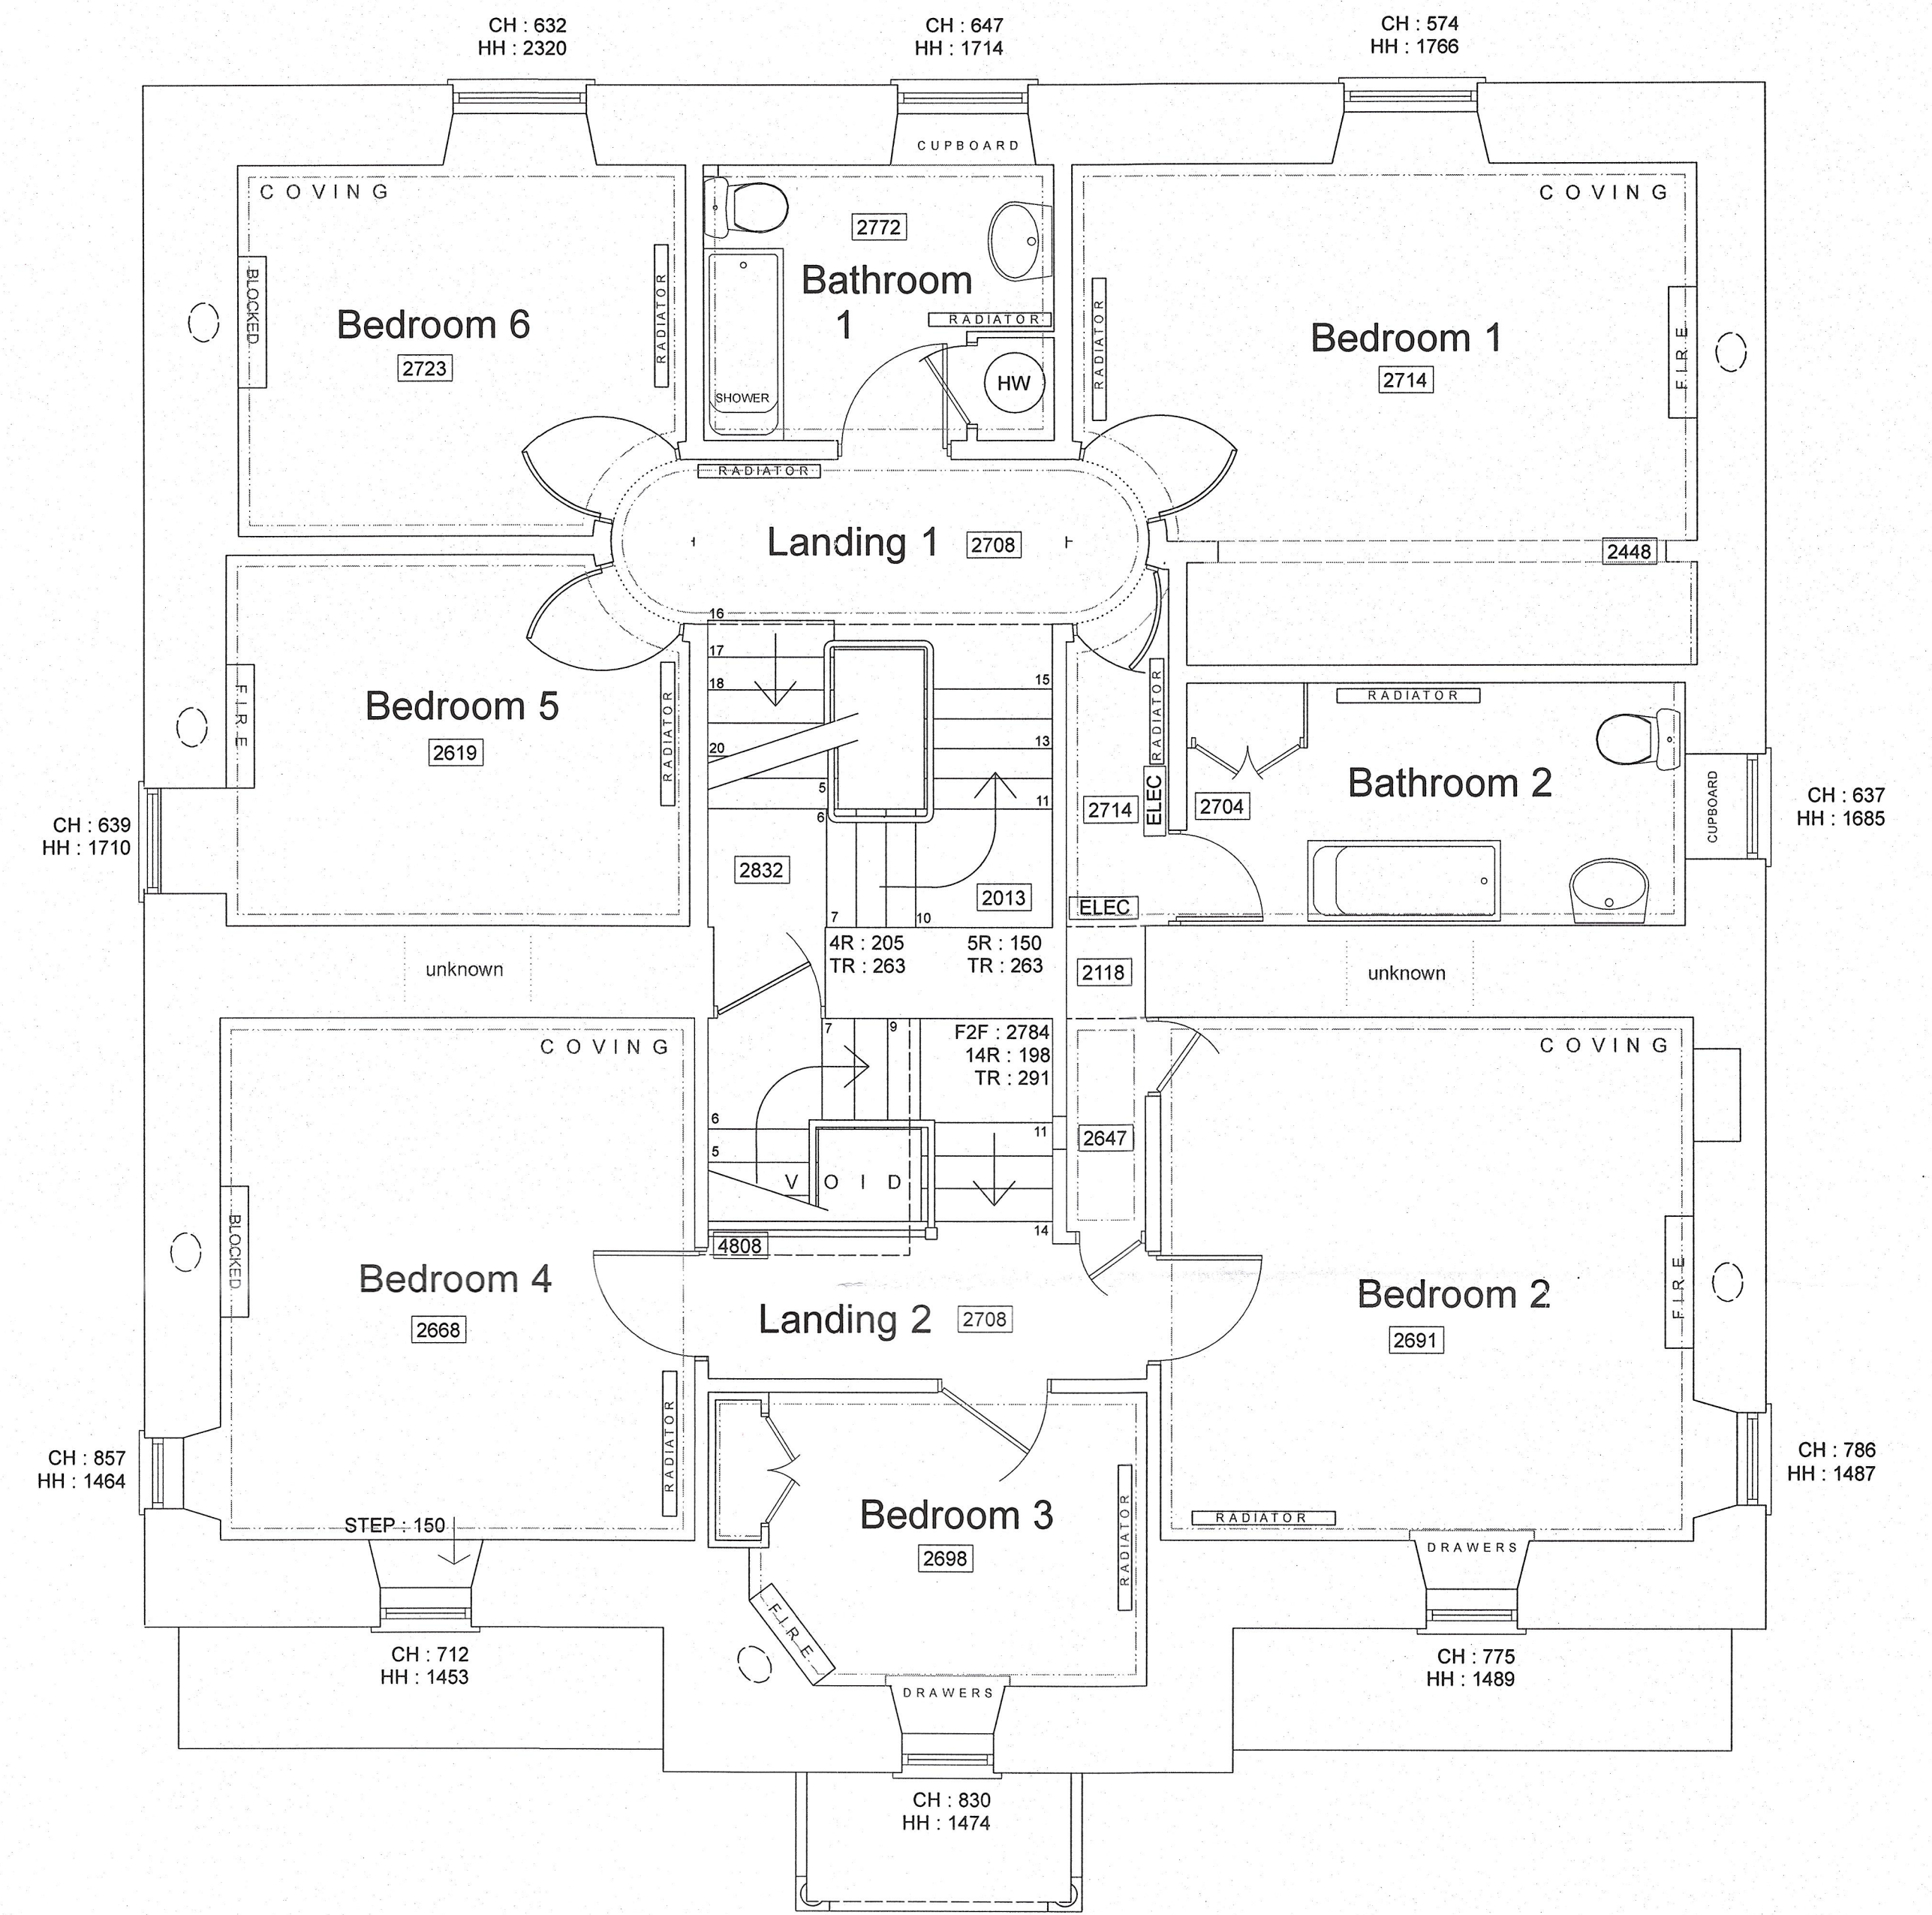 CH : 632
HH : 2320
CH : 647
HH : 1714
CH : 574
HH : 1766
CUPBOARD
COVING
COVING
2772
BLOCKED
Bedroom 6
2723
RADIATOR
Bathroom
1
RADIATOR
SHOWER
HW
RADIATOR
Bedroom 1
2714
FIRE
RADIATOR
Landing 1
2708
2448
16
17
18
20
5
6
15
13
11
FIRE
Bedroom 5
2619
RADIATOR
RADIATOR
ELEC
2714
2704
RADIATOR
Bathroom 2
CUPBOARD
CH : 639
HH : 1710
CH : 637
HH : 1685
2832
2013
7
10
ELEC
4R : 205
TR : 263
5R : 150
TR : 263
2118
unknown
unknown
7
9
F2F : 2784
14R : 198
TR : 291
COVING
COVING
6
5
11
14
VOID
2647
4808
BLOCKED
Bedroom 4
2668
RADIATOR
Landing 2
2708
Bedroom 2
2691
FIRE
CH : 857
HH : 1464
CH : 786
HH : 1487
STEP : 150
Bedroom 3
2698
RADIATOR
RADIATOR
DRAWERS
FIRE
DRAWERS
CH : 712
HH : 1453
CH : 775
HH : 1489
CH : 830
HH : 1474